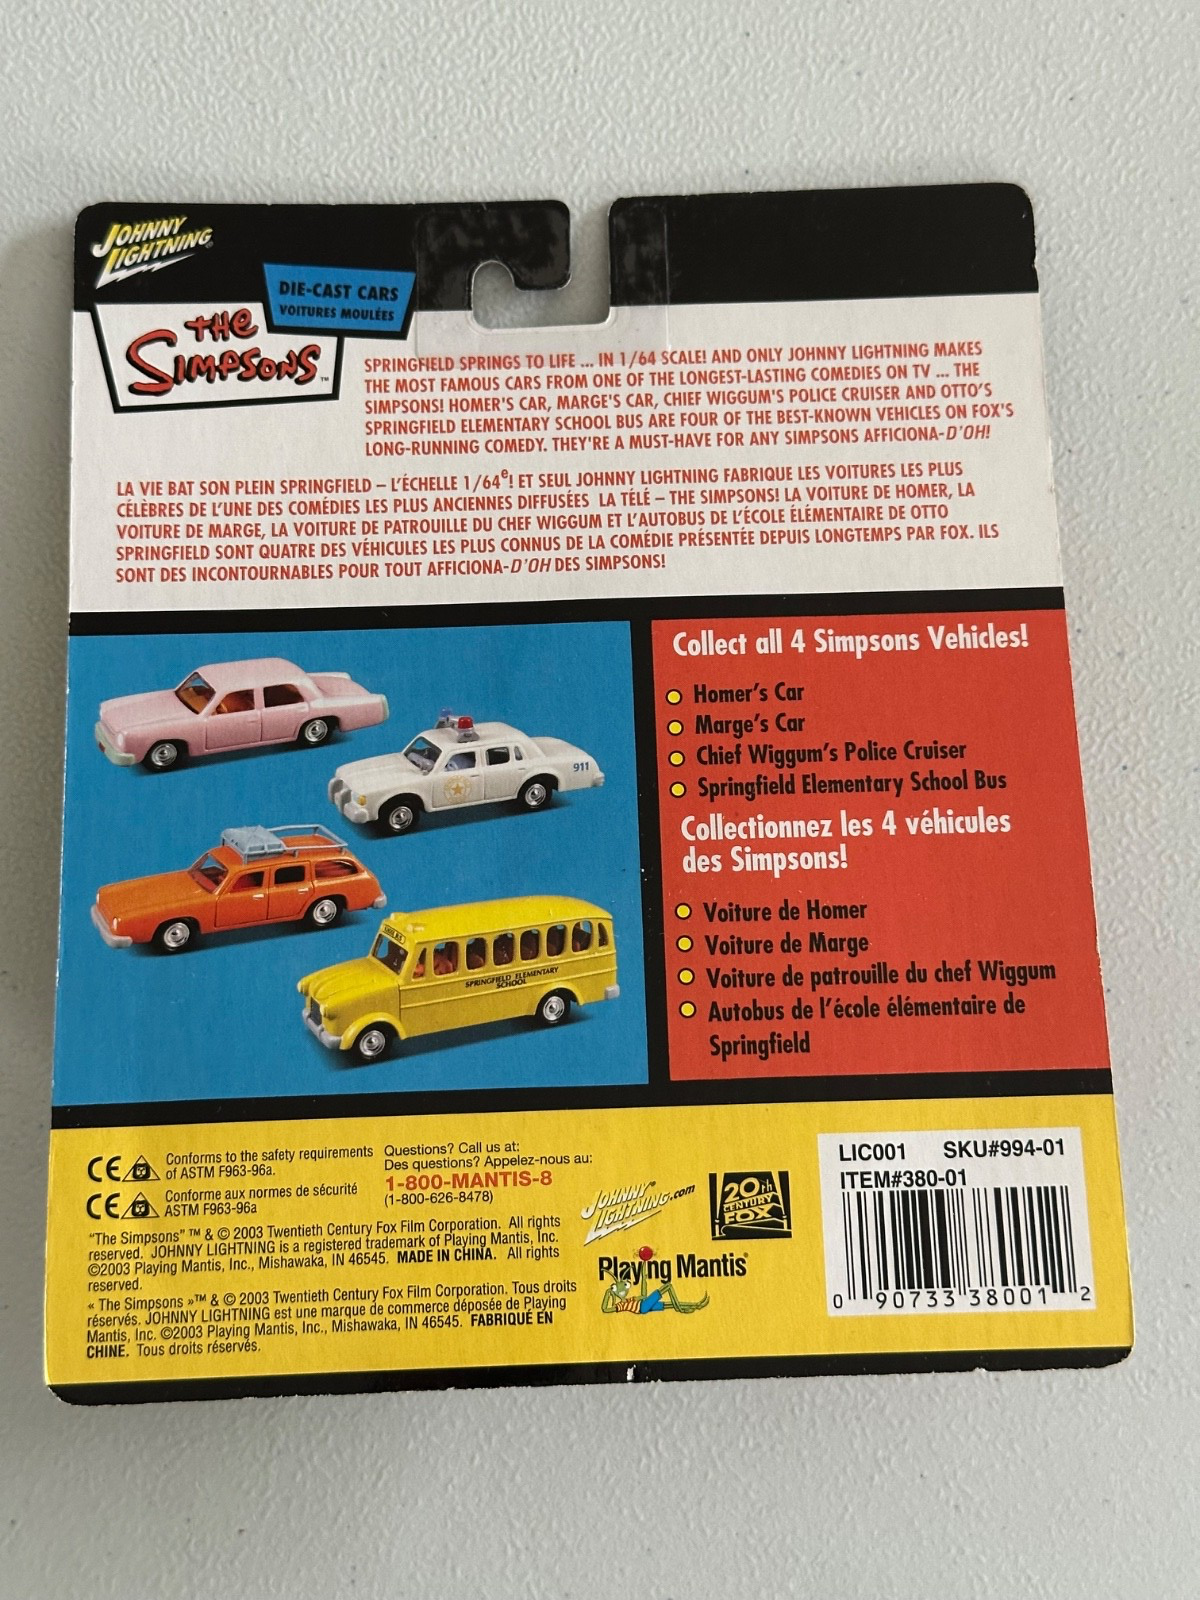 JOHNNY
LIGHTNING
DIE-CAST CARS
VOITURES MOULÉES
THE
SIMPSONS™
SPRINGFIELD SPRINGS TO LIFE ... IN 1/64 SCALE! AND ONLY JOHNNY LIGHTNING MAKES
THE MOST FAMOUS CARS FROM ONE OF THE LONGEST-LASTING COMEDIES ON TV ... THE
SIMPSONS! HOMER'S CAR, MARGE'S CAR, CHIEF WIGGUM'S POLICE CRUISER AND OTTO'S
SPRINGFIELD ELEMENTARY SCHOOL BUS ARE FOUR OF THE BEST-KNOWN VEHICLES ON FOX'S
LONG-RUNNING COMEDY. THEY'RE A MUST-HAVE FOR ANY SIMPSONS AFFICIONA-D'OH!
LA VIE BAT SON PLEIN SPRINGFIELD – L'ÉCHELLE 1/64e! ET SEUL JOHNNY LIGHTNING FABRIQUE LES VOITURES LES PLUS
CÉLÈBRES DE L'UNE DES COMÉDIES LES PLUS ANCIENNES DIFFUSÉES LA TÉLÉ – THE SIMPSONS! LA VOITURE DE HOMER, LA
VOITURE DE MARGE, LA VOITURE DE PATROUILLE DU CHEF WIGGUM ET L'AUTOBUS DE L'ÉCOLE ÉLÉMENTAIRE DE OTTO
SPRINGFIELD SONT QUATRE DES VÉHICULES LES PLUS CONNUS DE LA COMÉDIE PRÉSENTÉE DEPUIS LONGTEMPS PAR FOX. ILS
SONT DES INCONTOURNABLES POUR TOUT AFFICIONA-D'OH DES SIMPSONS!
911
SPRINGFIELD ELEMENTARY
SCHOOL
Collect all 4 Simpsons Vehicles!
Homer's Car
Marge's Car
Chief Wiggum's Police Cruiser
Springfield Elementary School Bus
Collectionnez les 4 véhicules
des Simpsons!
Voiture de Homer
Voiture de Marge
Voiture de patrouille du chef Wiggum
Autobus de l'école élémentaire de
Springfield
CE
Conforms to the safety requirements
of ASTM F963-96a.
CE
Conforme aux normes de sécurité
ASTM F963-96a
Questions? Call us at:
Des questions? Appelez-nous au:
1-800-MANTIS-8
(1-800-626-8478)
"The Simpsons" ™ & © 2003 Twentieth Century Fox Film Corporation. All rights
reserved. JOHNNY LIGHTNING is a registered trademark of Playing Mantis, Inc.
©2003 Playing Mantis, Inc., Mishawaka, IN 46545. MADE IN CHINA. All rights
reserved.
« The Simpsons »™ & © 2003 Twentieth Century Fox Film Corporation. Tous droits
réservés. JOHNNY LIGHTNING est une marque de commerce déposée de Playing
Mantis, Inc. ©2003 Playing Mantis, Inc., Mishawaka, IN 46545. FABRIQUÉ EN
CHINE. Tous droits réservés.
JOHNNY®
LIGHTNING.com
20th
CENTURY
FOX
Playing Mantis®
LIC001 SKU#994-01
ITEM#380-01
0 90733 38001 2